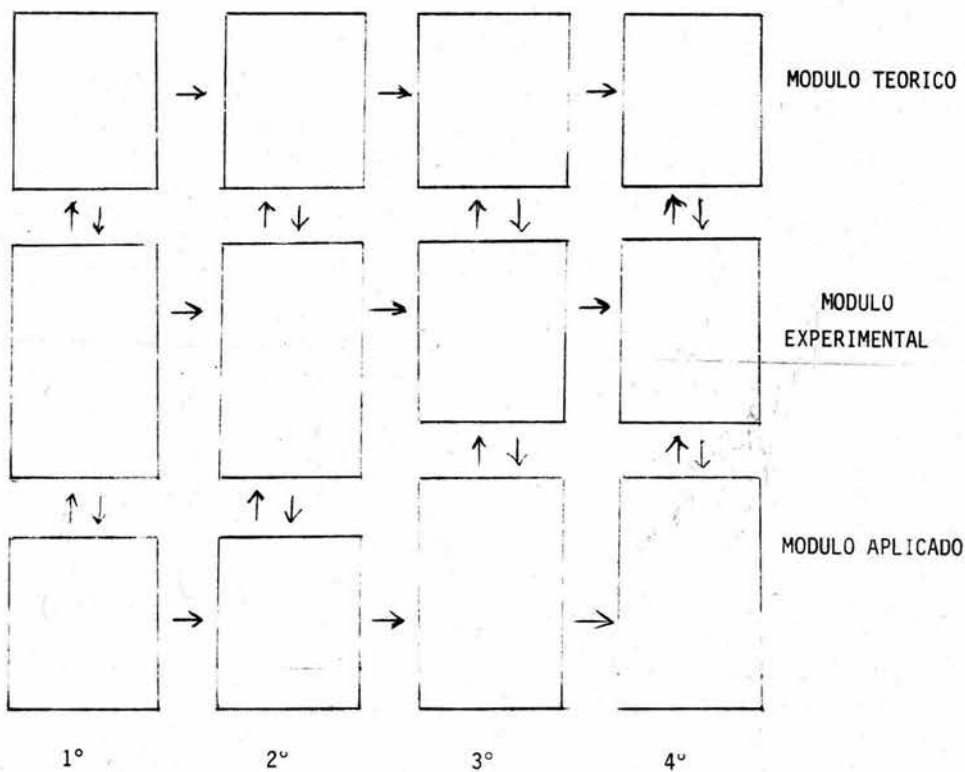 MODULO TEORICO
MODULO
EXPERIMENTAL
MODULO APLICADO
1° 2° 3° 4°